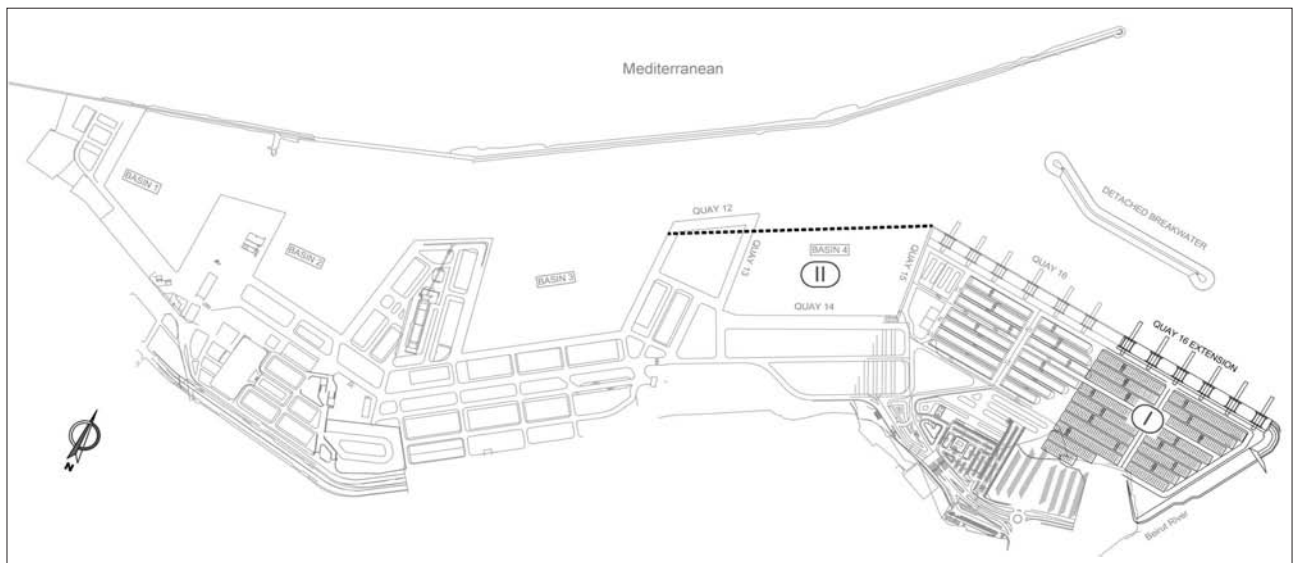 Mediterranean
BASIN 1
BASIN 2
BASIN 3
QUAY 12
QUAY 13
BASIN 4
II
QUAY 14
QUAY 15
QUAY 16
DETACHED BREAKWATER
QUAY 16 EXTENSION
I
Beirut River
N